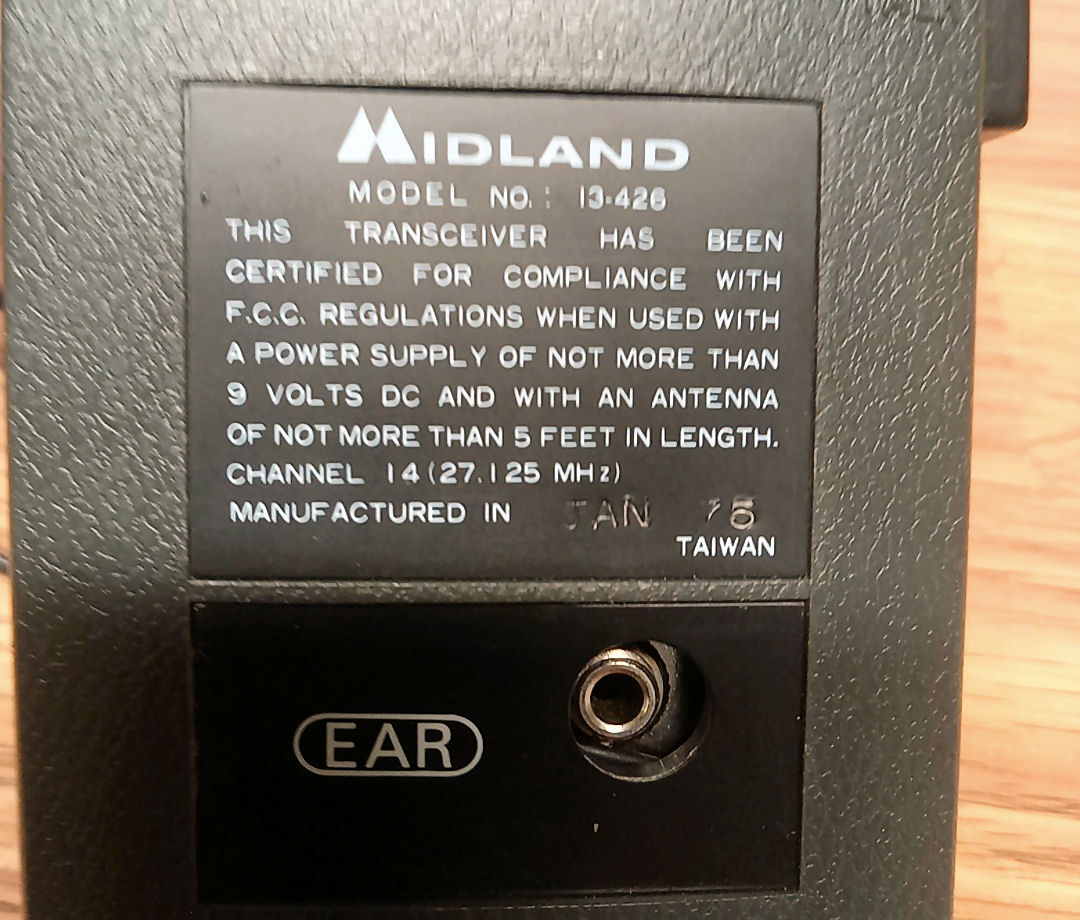 MIDLAND
MODEL NO.: 13-426
THIS TRANSCEIVER HAS BEEN
CERTIFIED FOR COMPLIANCE WITH
F.C.C. REGULATIONS WHEN USED WITH
A POWER SUPPLY OF NOT MORE THAN
9 VOLTS DC AND WITH AN ANTENNA
OF NOT MORE THAN 5 FEET IN LENGTH.
CHANNEL 14 (27.125 MHz)
MANUFACTURED IN JAN
TAIWAN
EAR